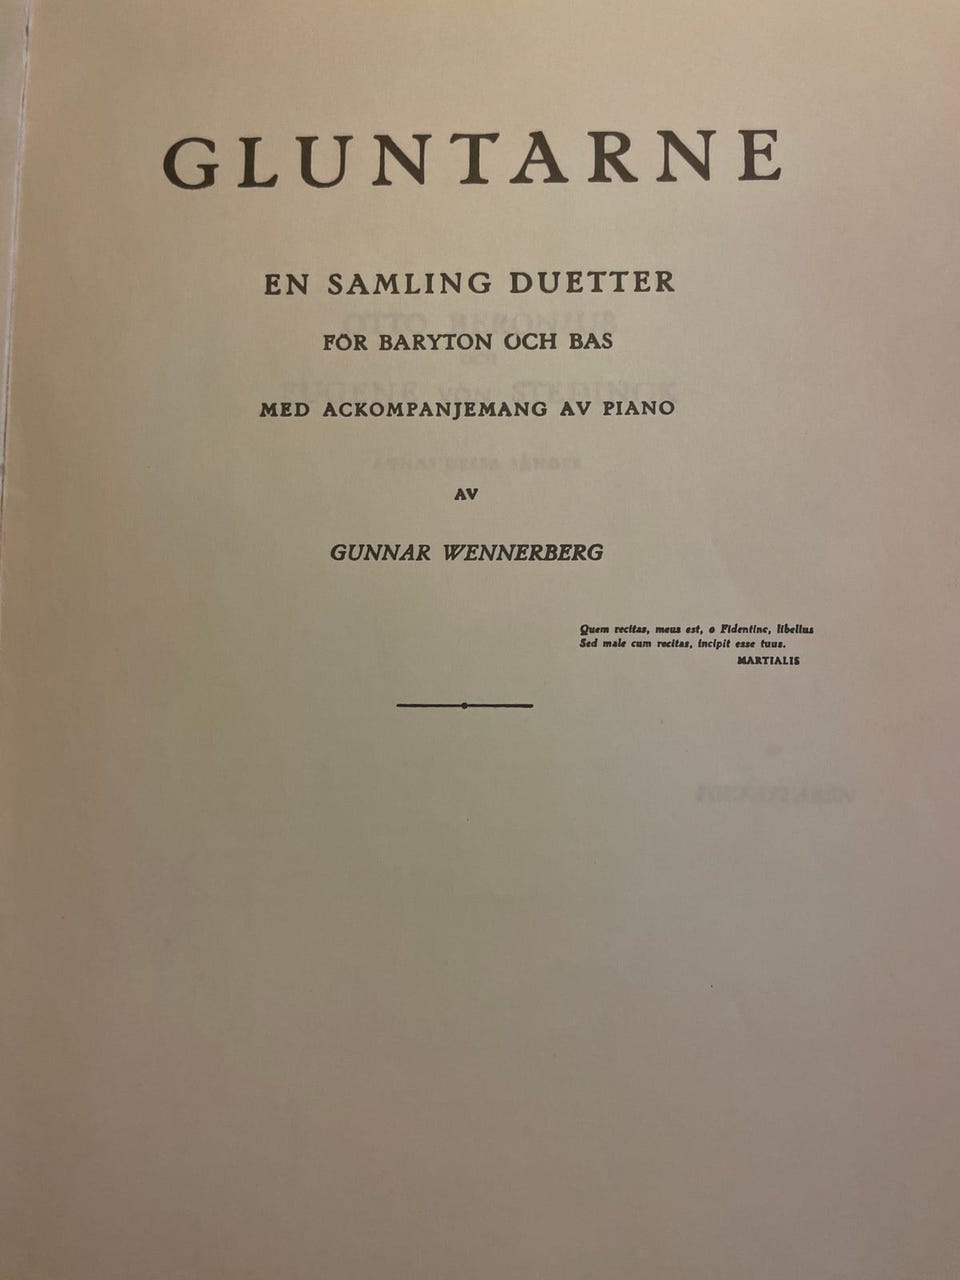 GLUNTARNE
EN SAMLING DUETTER
FÖR BARYTON OCH BAS
MED ACKOMPANJEMANG AV PIANO
AV
GUNNAR WENNERBERG
Quem recitas, meus est, o Fidentine, libellus
Sed male cum recitas, incipit esse tuus.
MARTIALIS